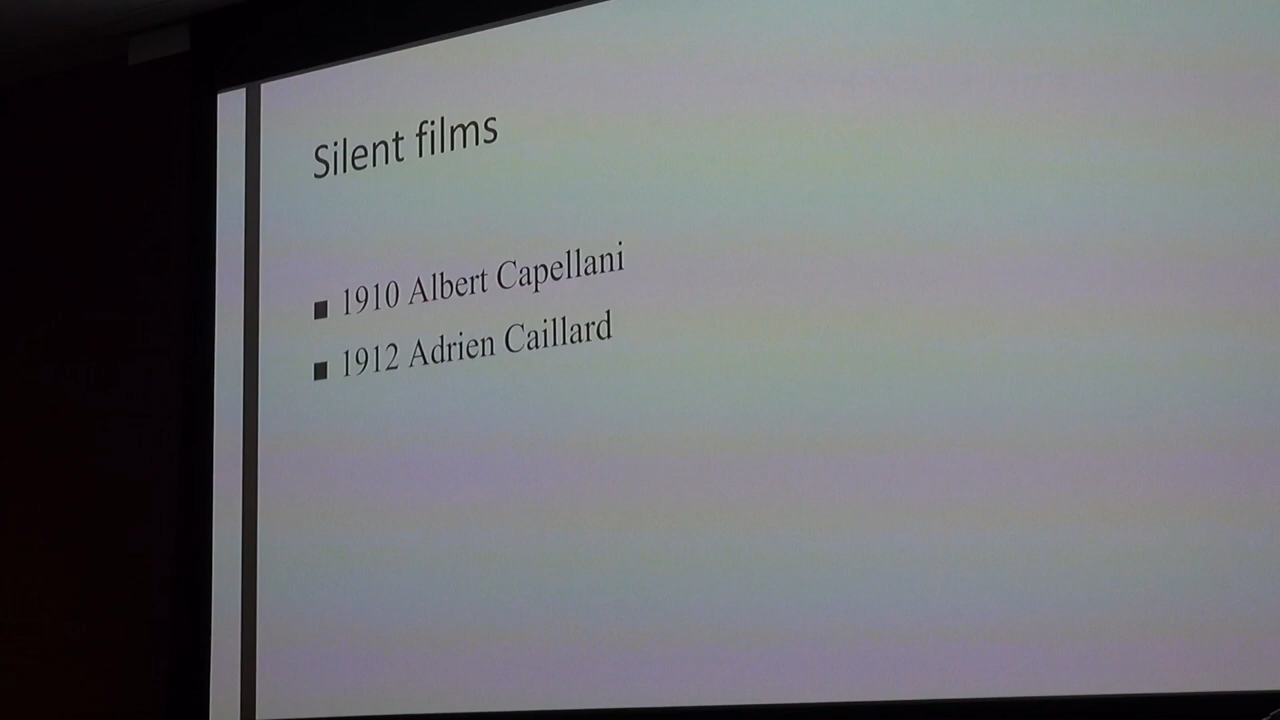 Silent films
■ 1910 Albert Capellani
■ 1912 Adrien Caillard